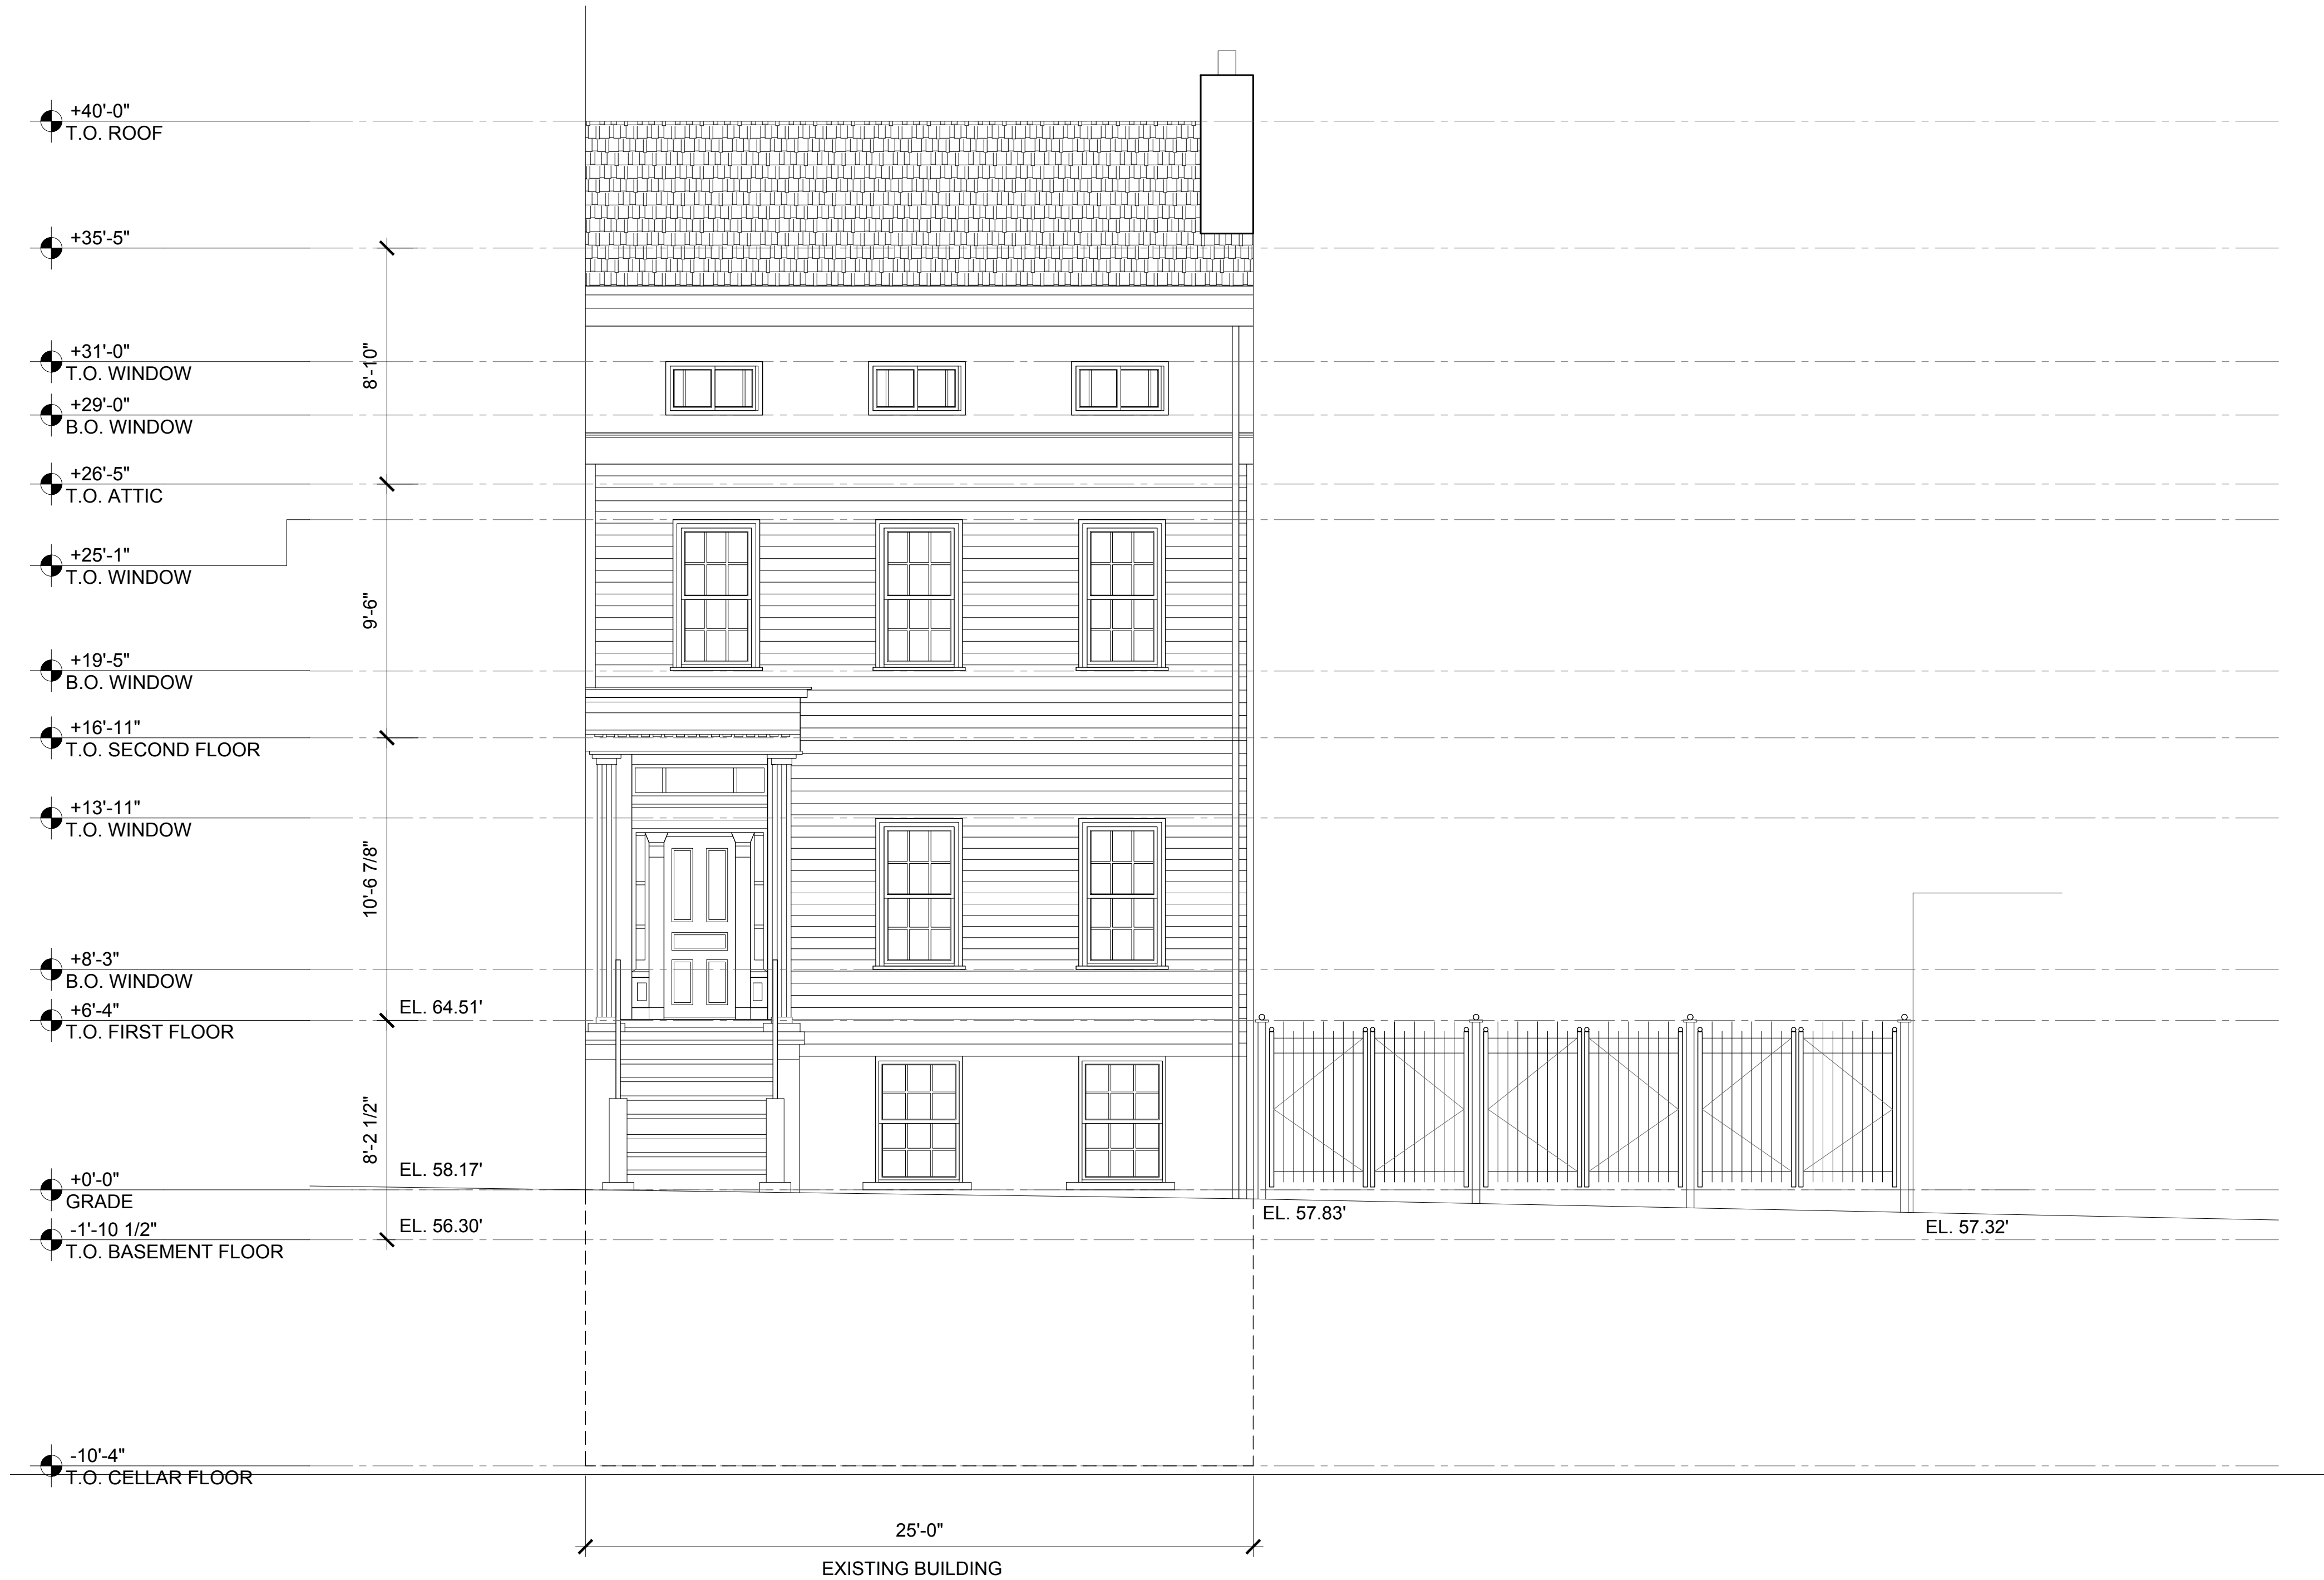 +40'-0"
T.O. ROOF
+35'-5"
+31'-0"
T.O. WINDOW
8'-10"
+29'-0"
B.O. WINDOW
+26'-5"
T.O. ATTIC
+25'-1"
T.O. WINDOW
9'-6"
+19'-5"
B.O. WINDOW
+16'-11"
T.O. SECOND FLOOR
+13'-11"
T.O. WINDOW
10'-6 7/8"
+8'-3"
B.O. WINDOW
+6'-4"
T.O. FIRST FLOOR
EL. 64.51'
8'-2 1/2"
+0'-0"
GRADE
EL. 58.17'
-1'-10 1/2"
T.O. BASEMENT FLOOR
EL. 56.30'
EL. 57.83'
EL. 57.32'
-10'-4"
T.O. CELLAR FLOOR
25'-0"
EXISTING BUILDING